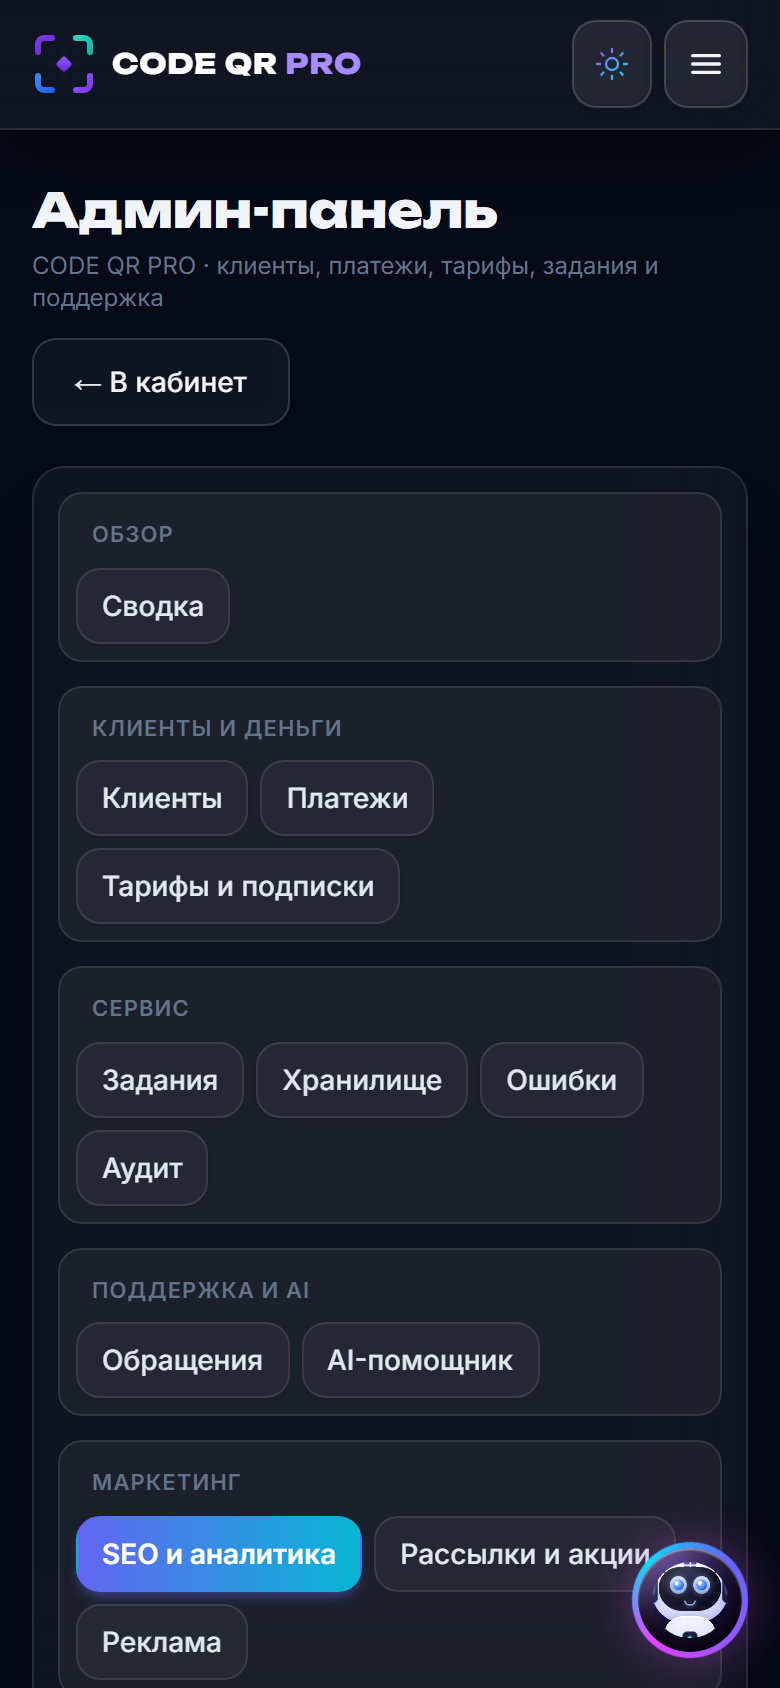 CODE QR PRO
Админ-панель
CODE QR PRO · клиенты, платежи, тарифы, задания и
поддержка
← В кабинет
ОБЗОР
Сводка
КЛИЕНТЫ И ДЕНЬГИ
Клиенты Платежи
Тарифы и подписки
СЕРВИС
Задания Хранилище Ошибки
Аудит
ПОДДЕРЖКА И AI
Обращения AI-помощник
МАРКЕТИНГ
SEO и аналитика Рассылки и акции
Реклама